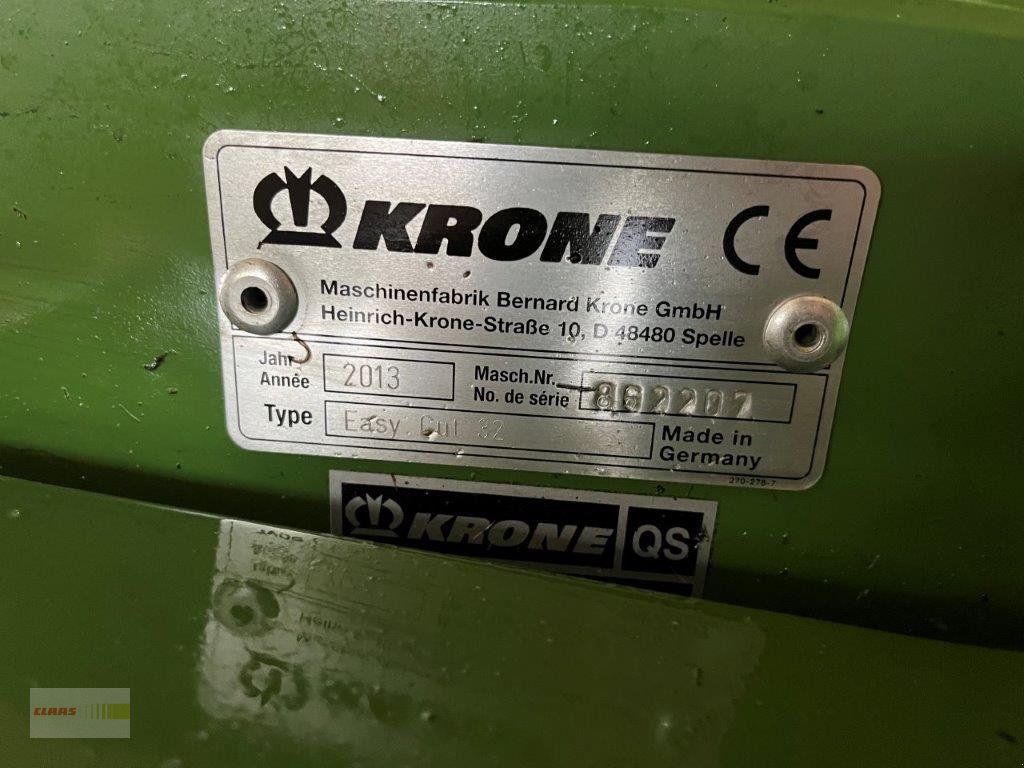 KRONE CE
Maschinenfabrik Bernard Krone GmbH
Heinrich-Krone-Straße 10, D 48480 Spelle
Jahr
Année 2013
Masch.Nr.
No. de série 862207
Type Easy Cut 32
Made in
Germany
270-278-7
KRONE QS
CLAAS